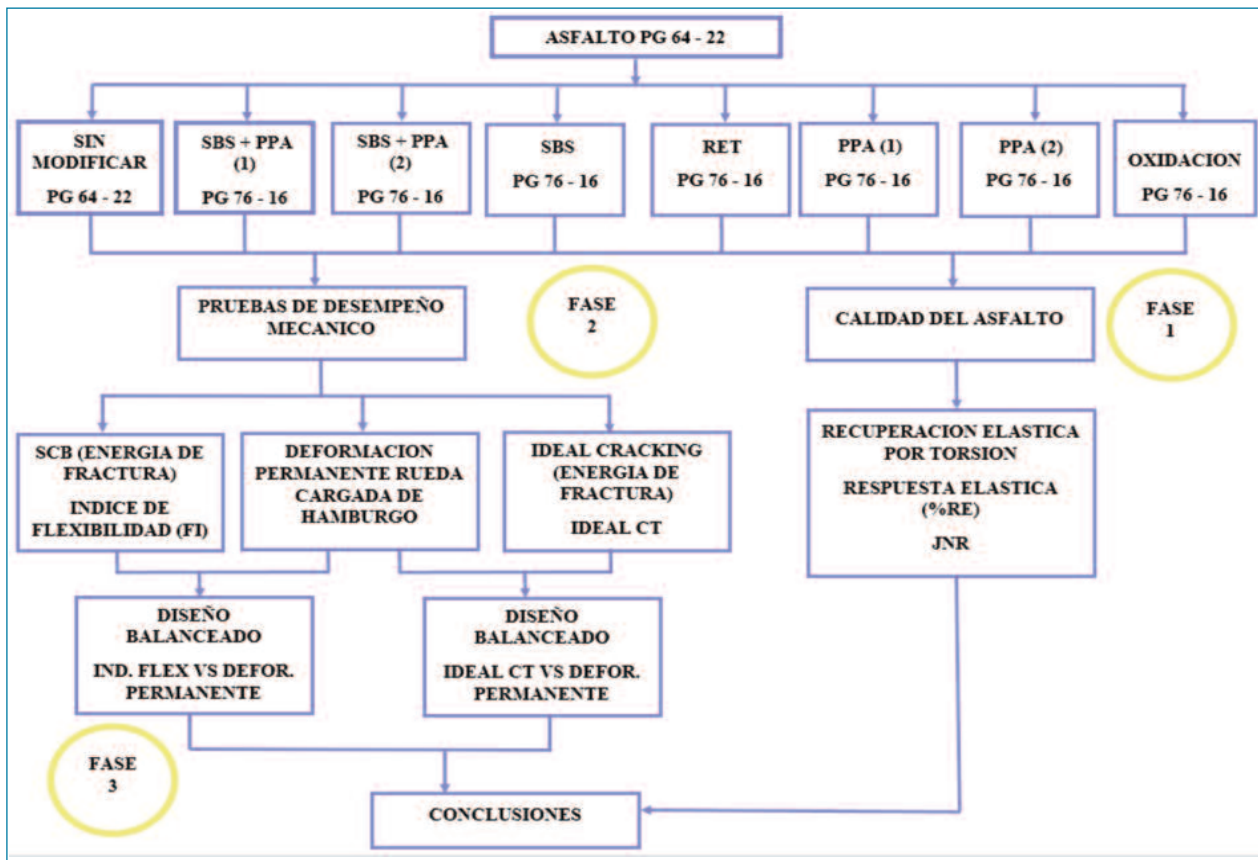 ASFALTO PG 64 - 22
SIN
MODIFICAR
PG 64 - 22
SBS + PPA
(1)
PG 76 - 16
SBS + PPA
(2)
PG 76 - 16
SBS
PG 76 - 16
RET
PG 76 - 16
PPA (1)
PG 76 - 16
PPA (2)
PG 76 - 16
OXIDACION
PG 76 - 16
PRUEBAS DE DESEMPEÑO
MECANICO
FASE
2
CALIDAD DEL ASFALTO
FASE
1
SCB (ENERGIA DE
FRACTURA)
INDICE DE
FLEXIBILIDAD (FI)
DEFORMACION
PERMANENTE RUEDA
CARGADA DE
HAMBURGO
IDEAL CRACKING
(ENERGIA DE
FRACTURA)
IDEAL CT
RECUPERACION ELASTICA
POR TORSION
RESPUESTA ELASTICA
(%RE)
JNR
DISEÑO
BALANCEADO
IND. FLEX VS DEFOR.
PERMANENTE
DISEÑO
BALANCEADO
IDEAL CT VS DEFOR.
PERMANENTE
FASE
3
CONCLUSIONES